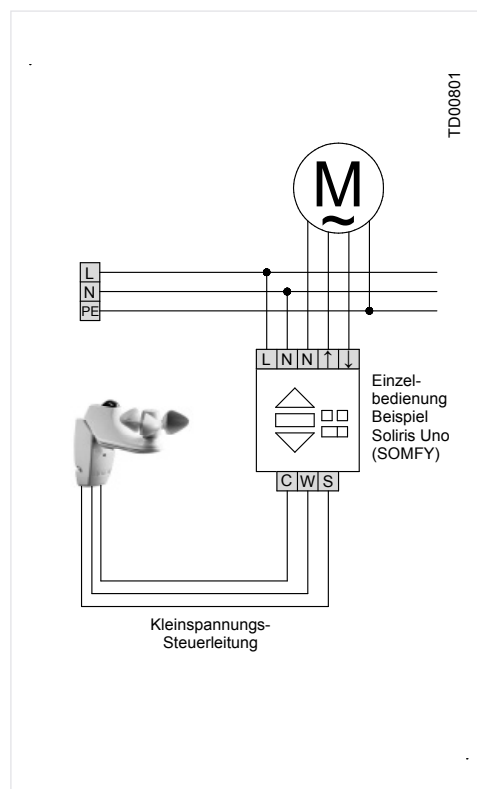 TD00801
M
~
L
N
PE
L N N ↑ ↓
Einzel-
bedienung
Beispiel
Soliris Uno
(SOMFY)
C W S
Kleinspannungs-
Steuerleitung